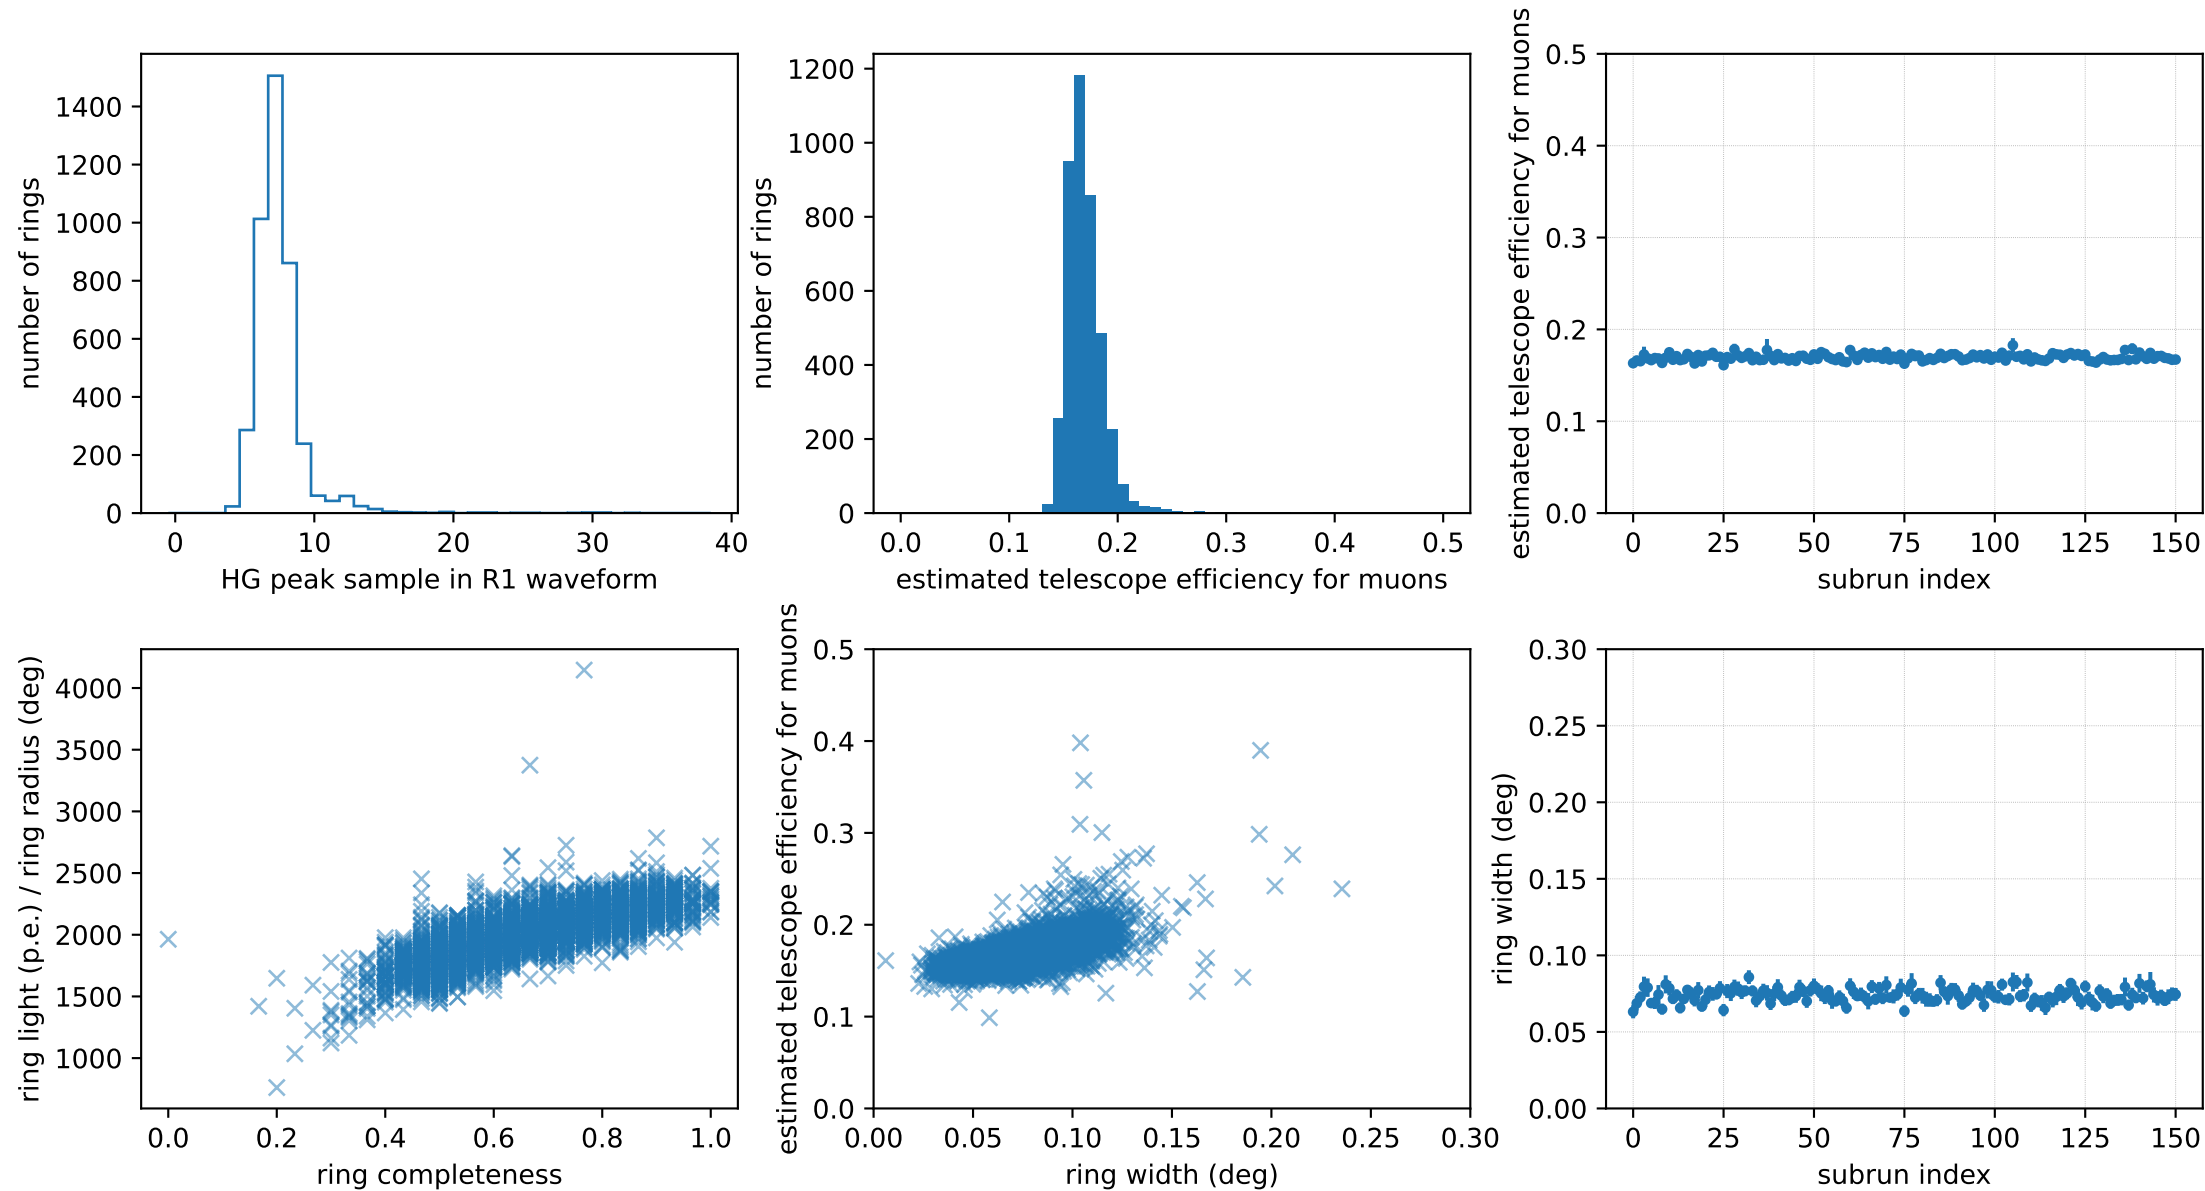 number of rings
1400
1200
1000
800
600
400
200
0
0 10 20 30 40
HG peak sample in R1 waveform
number of rings
1200
1000
800
600
400
200
0
0.0 0.1 0.2 0.3 0.4 0.5
estimated telescope efficiency for muons
estimated telescope efficiency for muons
0.5
0.4
0.3
0.2
0.1
0.0
0 25 50 75 100 125 150
subrun index
ring light (p.e.) / ring radius (deg)
4000
3500
3000
2500
2000
1500
1000
0.0 0.2 0.4 0.6 0.8 1.0
ring completeness
estimated telescope efficiency for muons
0.5
0.4
0.3
0.2
0.1
0.0
0.00 0.05 0.10 0.15 0.20 0.25 0.30
ring width (deg)
ring width (deg)
0.30
0.25
0.20
0.15
0.10
0.05
0.00
0 25 50 75 100 125 150
subrun index